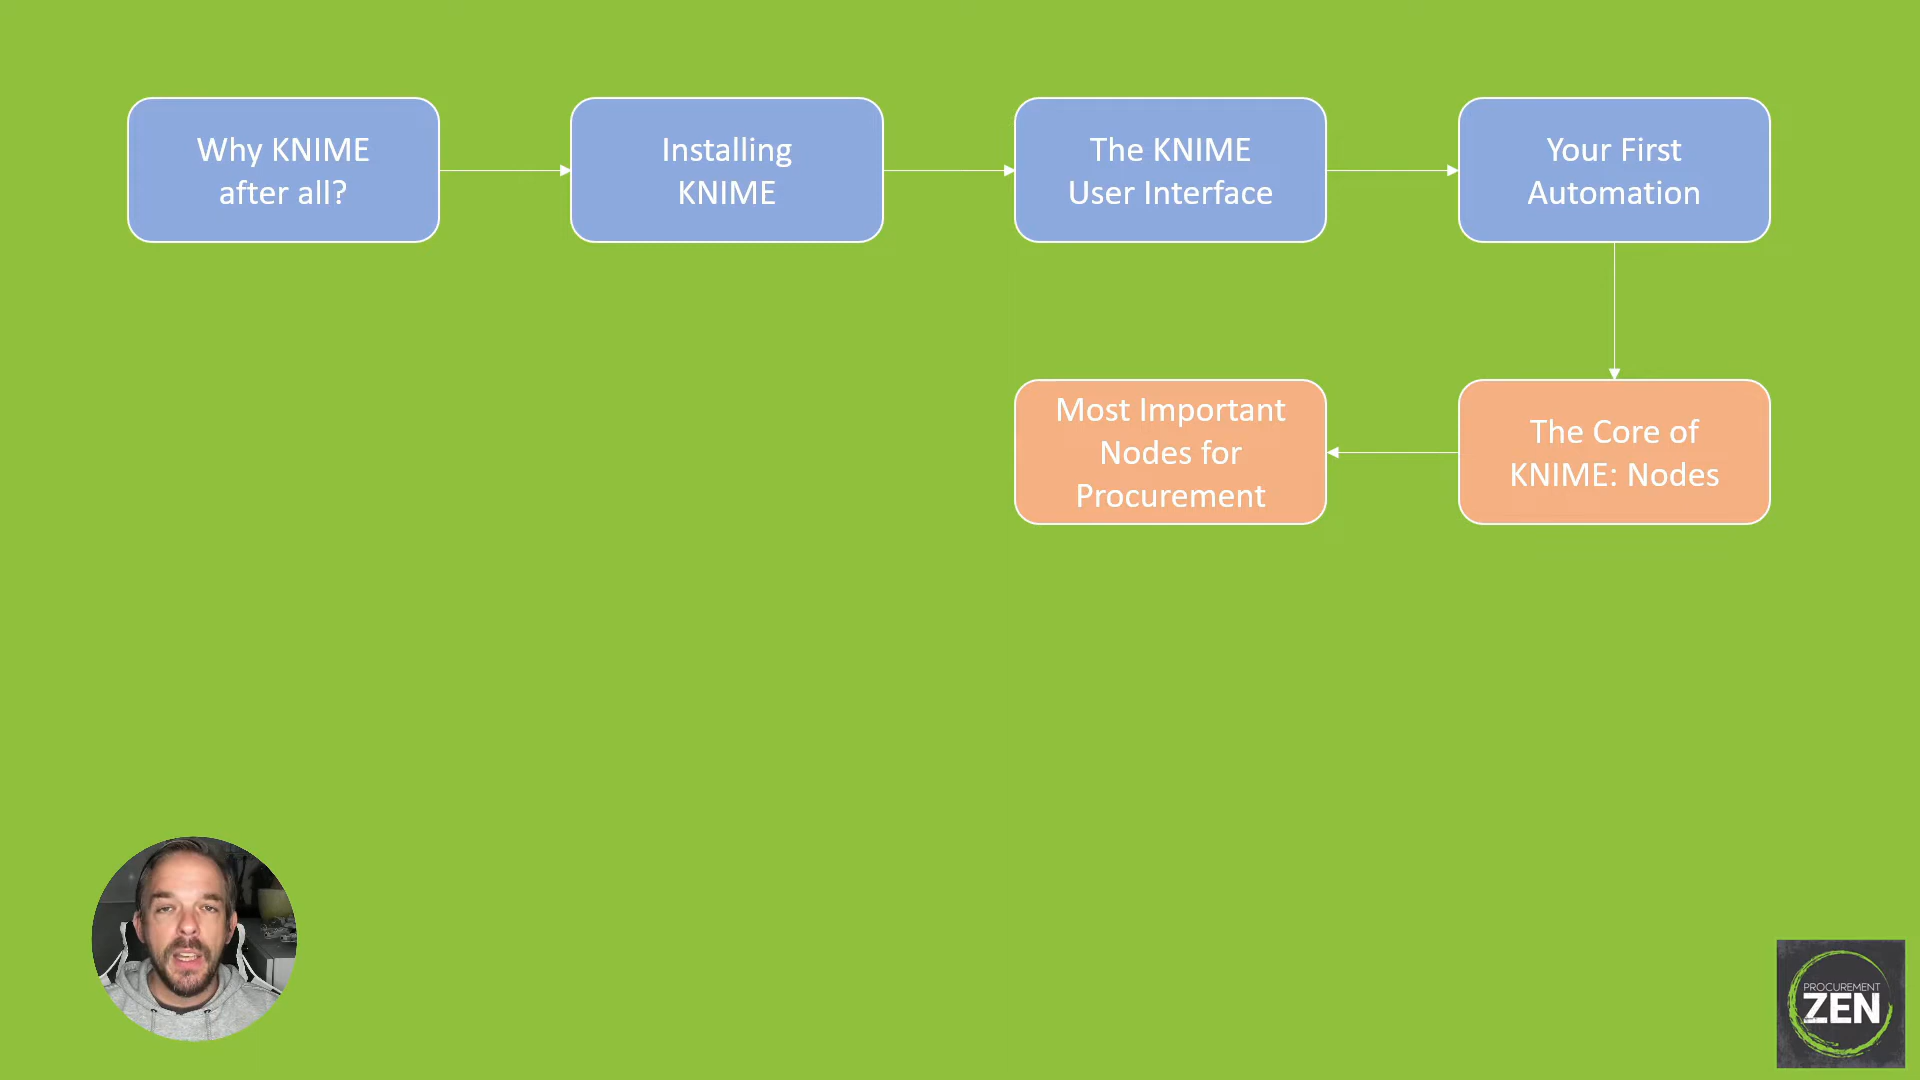 Why KNIME
after all?
Installing
KNIME
The KNIME
User Interface
Your First
Automation
Most Important
Nodes for
Procurement
The Core of
KNIME: Nodes
PROCUREMENT
ZEN